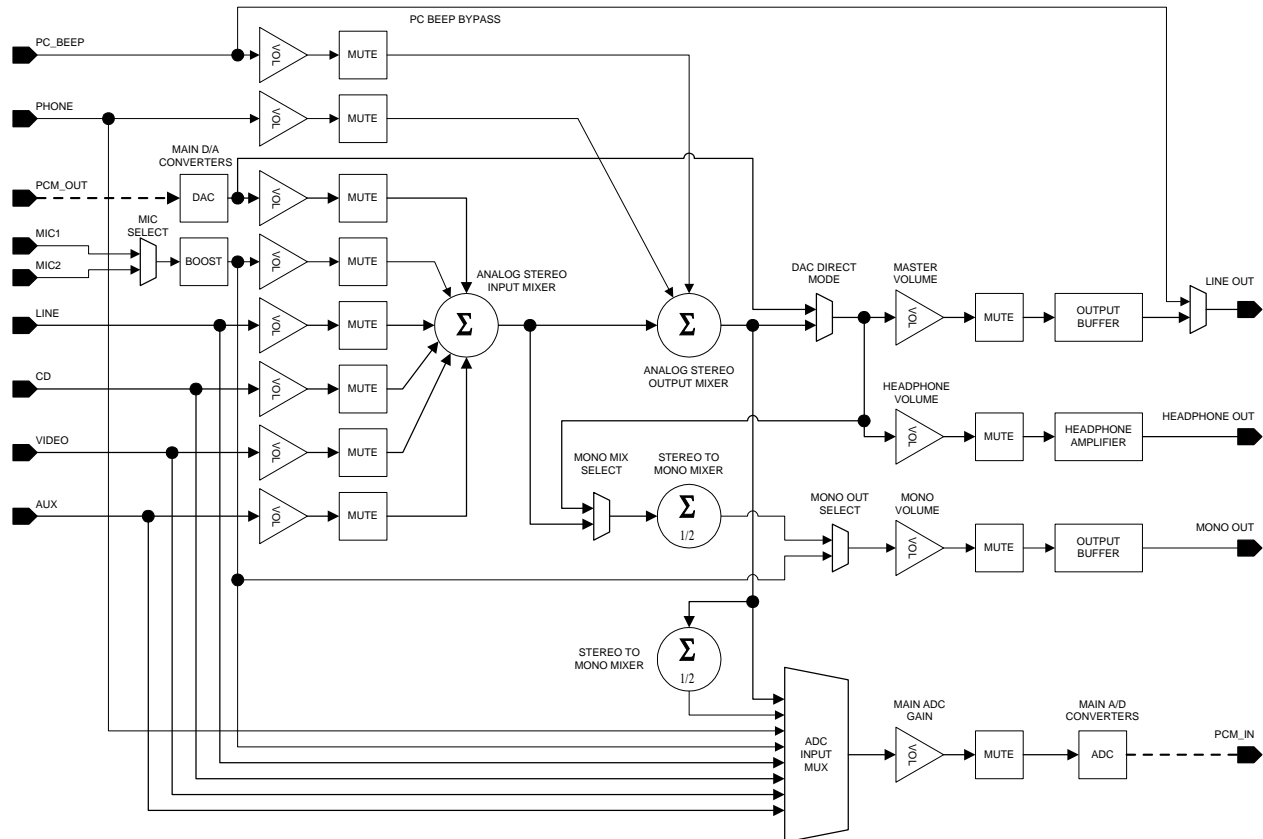 PC BEEP BYPASS
PC_BEEP
VOL
MUTE
PHONE
VOL
MUTE
MAIN D/A
CONVERTERS
PCM_OUT
DAC
VOL
MUTE
MIC
SELECT
MIC1
MIC2
BOOST
VOL
MUTE
ANALOG STEREO
INPUT MIXER
Σ
LINE
VOL
MUTE
CD
VOL
MUTE
VIDEO
VOL
MUTE
AUX
VOL
MUTE
Σ
ANALOG STEREO
OUTPUT MIXER
DAC DIRECT
MODE
MASTER
VOLUME
VOL
MUTE
OUTPUT
BUFFER
LINE OUT
HEADPHONE
VOLUME
VOL
MUTE
HEADPHONE
AMPLIFIER
HEADPHONE OUT
MONO MIX
SELECT
STEREO TO
MONO MIXER
Σ
1/2
MONO OUT
SELECT
MONO
VOLUME
VOL
MUTE
OUTPUT
BUFFER
MONO OUT
STEREO TO
MONO MIXER
Σ
1/2
ADC
INPUT
MUX
MAIN ADC
GAIN
VOL
MUTE
MAIN A/D
CONVERTERS
ADC
PCM_IN